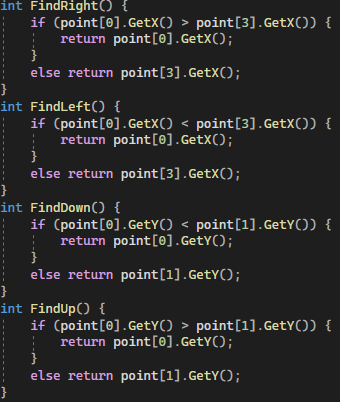 int FindRight() {
    if (point[0].GetX() > point[3].GetX()) {
        return point[0].GetX();
    }
    else return point[3].GetX();
}
int FindLeft() {
    if (point[0].GetX() < point[3].GetX()) {
        return point[0].GetX();
    }
    else return point[3].GetX();
}
int FindDown() {
    if (point[0].GetY() < point[1].GetY()) {
        return point[0].GetY();
    }
    else return point[1].GetY();
}
int FindUp() {
    if (point[0].GetY() > point[1].GetY()) {
        return point[0].GetY();
    }
    else return point[1].GetY();
}